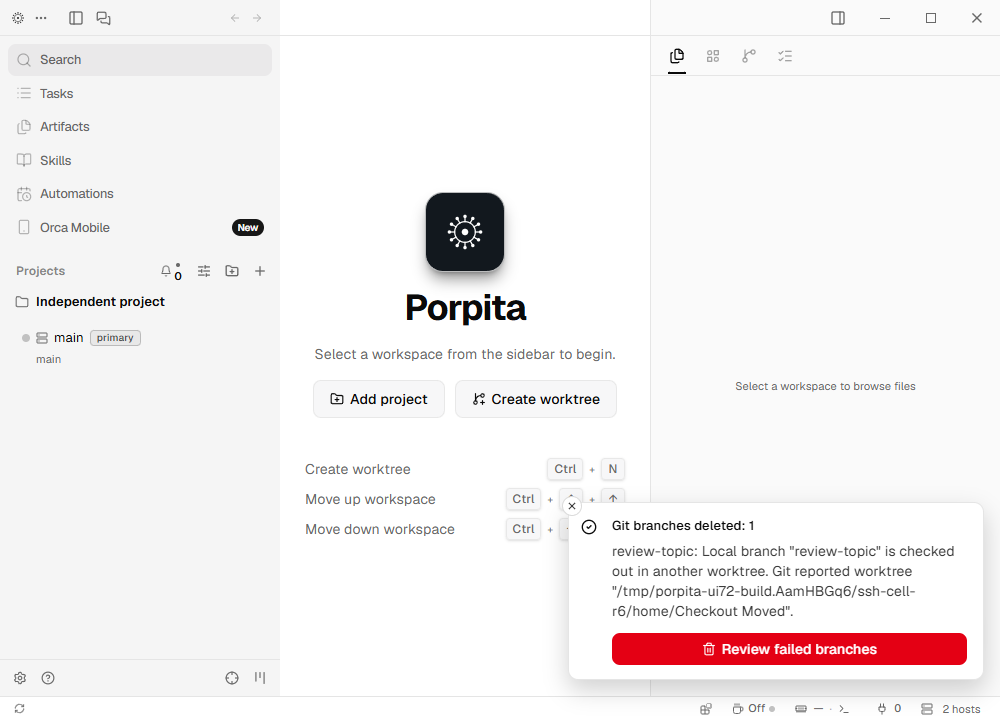 Search
Tasks
Artifacts
Skills
Automations
Orca Mobile
New
Projects
0
Independent project
main
primary
main
Porpita
Select a workspace from the sidebar to begin.
Add project
Create worktree
Create worktree
Ctrl + N
Move up workspace
Ctrl + + ↑
Move down workspace
Ctrl +
Select a workspace to browse files
Git branches deleted: 1
review-topic: Local branch "review-topic" is checked
out in another worktree. Git reported worktree
"/tmp/porpita-ui72-build.AamHBGq6/ssh-cell-
r6/home/Checkout Moved".
Review failed branches
Off
0
2 hosts